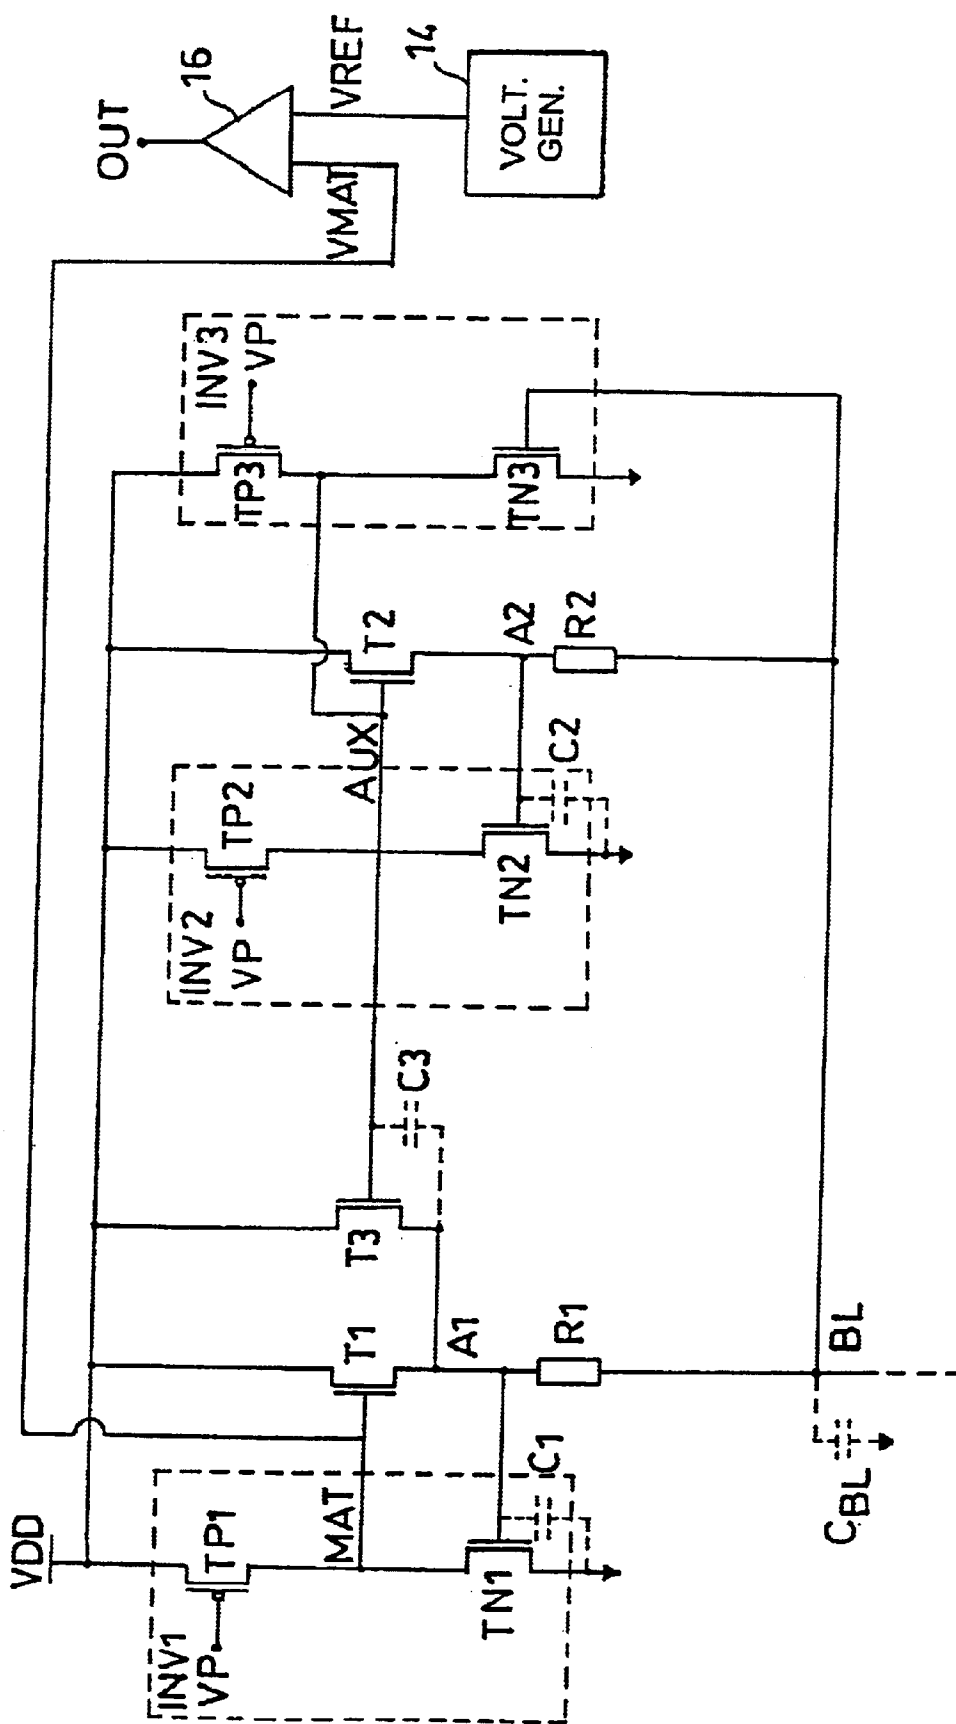 VDD
INV1
VP
TP1
MAT
TN1
C1
T1
A1
R1
CBL
BL
T3
C3
INV2
VP
TP2
AUX
TN2
C2
T2
A2
R2
INV3
VP
TP3
TN3
OUT
16
VMAT
VREF
14
VOLT.
GEN.